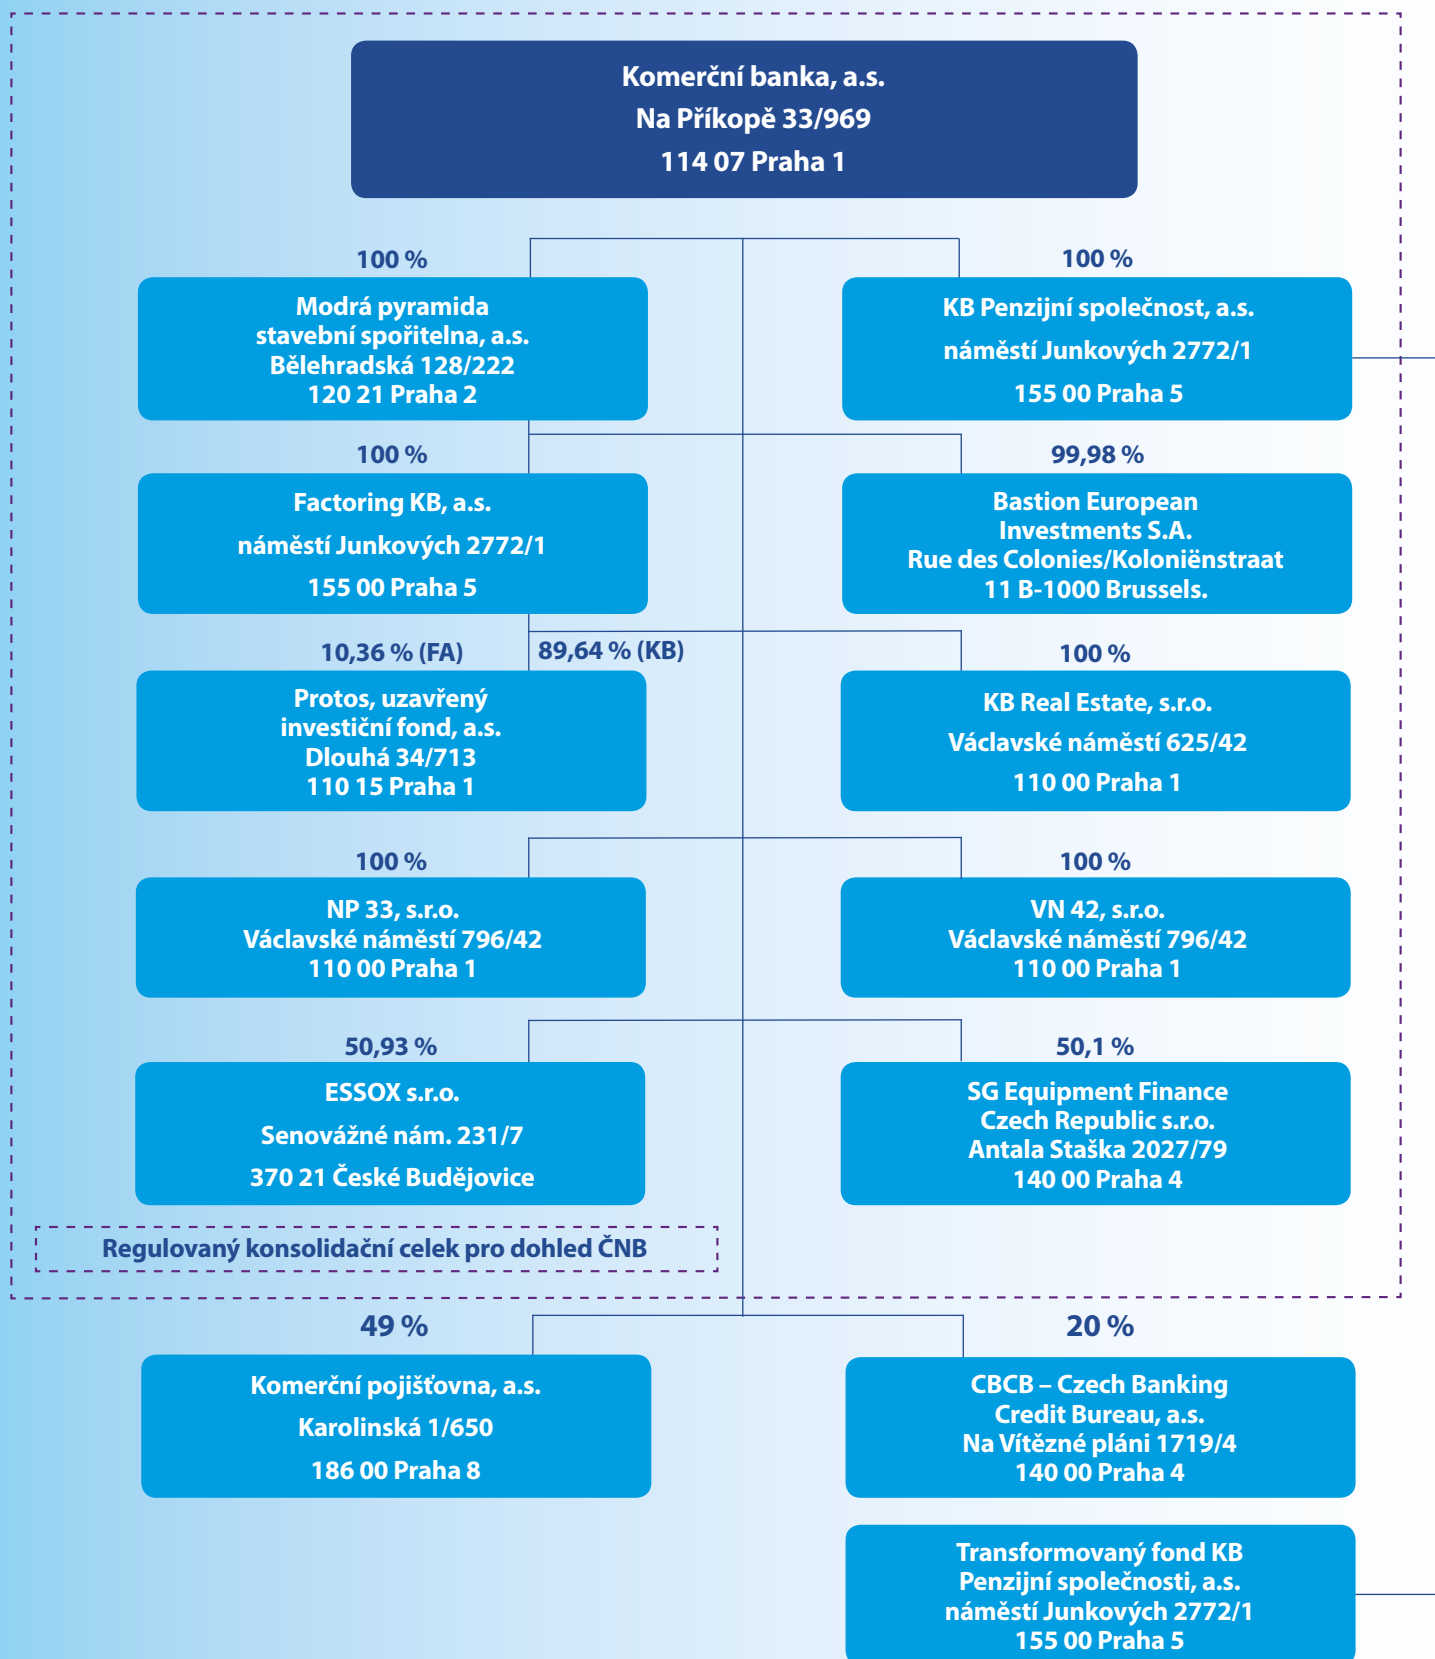 Komerční banka, a.s.
Na Příkopě 33/969
114 07 Praha 1
100 %
Modrá pyramida
stavební spořitelna, a.s.
Bělehradská 128/222
120 21 Praha 2
100 %
KB Penzijní společnost, a.s.
náměstí Junkových 2772/1
155 00 Praha 5
100 %
Factoring KB, a.s.
náměstí Junkových 2772/1
155 00 Praha 5
99,98 %
Bastion European
Investments S.A.
Rue des Colonies/Koloniënstraat
11 B-1000 Brussels.
10,36 % (FA)
89,64 % (KB)
Protos, uzavřený
investiční fond, a.s.
Dlouhá 34/713
110 15 Praha 1
100 %
KB Real Estate, s.r.o.
Václavské náměstí 625/42
110 00 Praha 1
100 %
NP 33, s.r.o.
Václavské náměstí 796/42
110 00 Praha 1
100 %
VN 42, s.r.o.
Václavské náměstí 796/42
110 00 Praha 1
50,93 %
ESSOX s.r.o.
Senovážné nám. 231/7
370 21 České Budějovice
50,1 %
SG Equipment Finance
Czech Republic s.r.o.
Antala Staška 2027/79
140 00 Praha 4
Regulovaný konsolidační celek pro dohled ČNB
49 %
Komerční pojišťovna, a.s.
Karolinská 1/650
186 00 Praha 8
20 %
CBCB – Czech Banking
Credit Bureau, a.s.
Na Vítězné pláni 1719/4
140 00 Praha 4
Transformovaný fond KB
Penzijní společnosti, a.s.
náměstí Junkových 2772/1
155 00 Praha 5